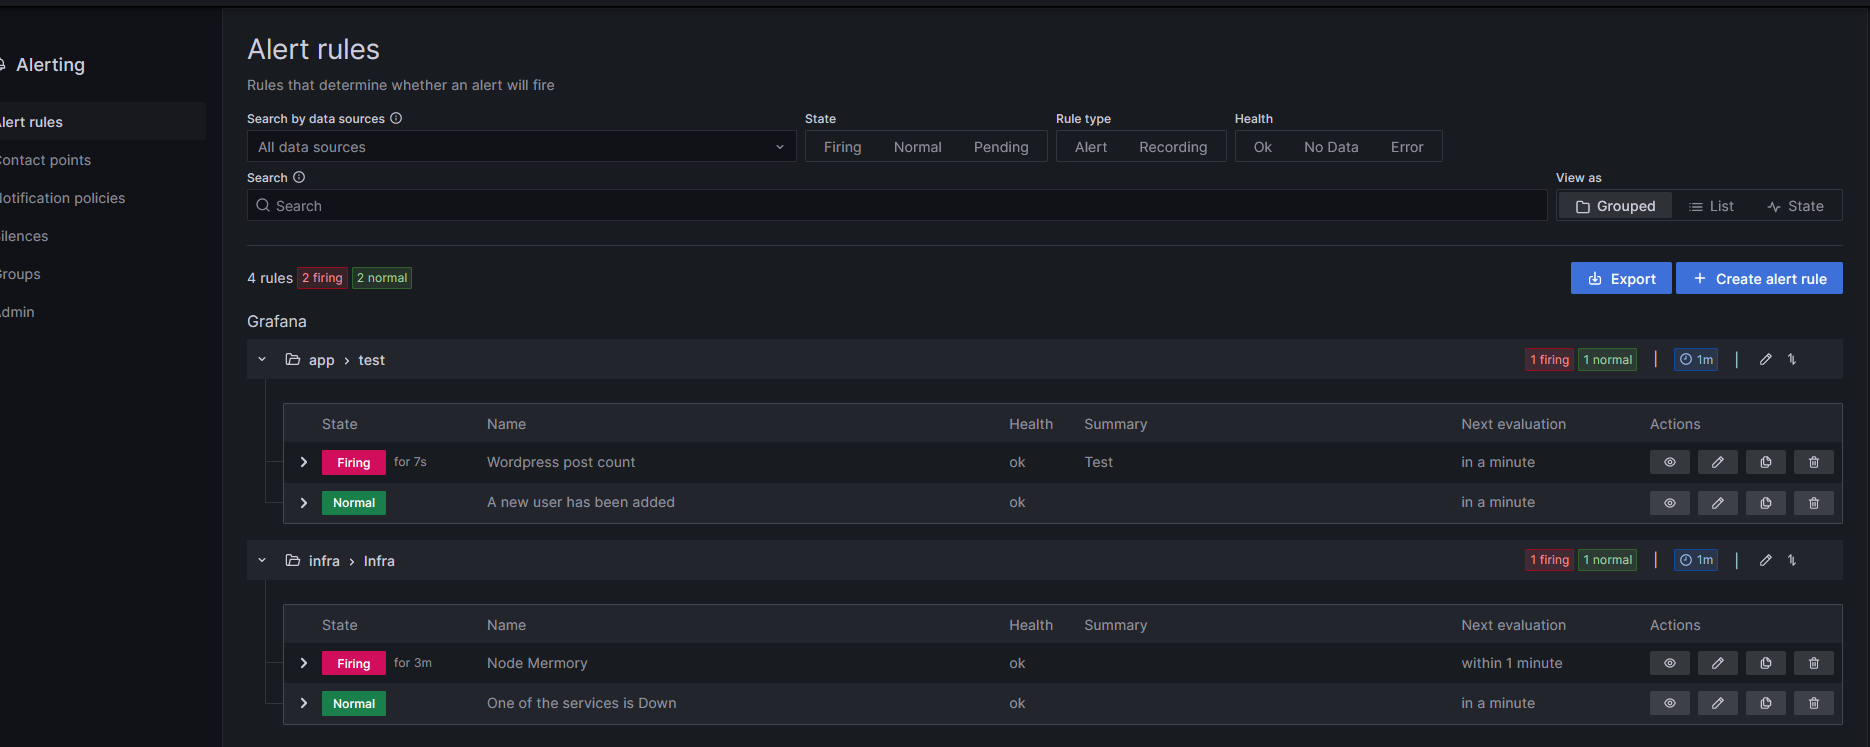 Alerting
lert rules
ontact points
otification policies
ilences
roups
dmin
Alert rules
Rules that determine whether an alert will fire
Search by data sources State Rule type Health
All data sources Firing Normal Pending Alert Recording Ok No Data Error
Search View as
Search Grouped List State
4 rules 2 firing 2 normal Export + Create alert rule
Grafana
app > test 1 firing 1 normal | 1m |
State Name Health Summary Next evaluation Actions
Firing for 7s Wordpress post count ok Test in a minute
Normal A new user has been added ok in a minute
infra > Infra 1 firing 1 normal | 1m |
State Name Health Summary Next evaluation Actions
Firing for 3m Node Mermory ok within 1 minute
Normal One of the services is Down ok in a minute